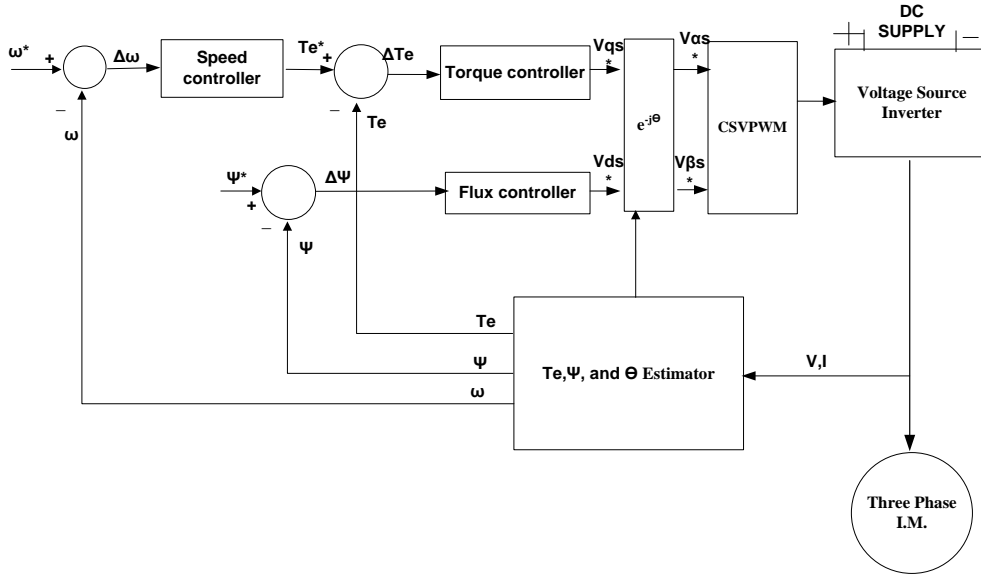 DC
SUPPLY
+ _
ω*
+
Δω
_
ω
Speed
controller
Te*
+
ΔTe
_
Te
Torque controller
Vqs
*
e-jθ
Vαs
*
CSVPWM
Voltage Source
Inverter
Ψ*
+
ΔΨ
_
Ψ
Flux controller
Vds
*
Vβs
*
Te
Ψ
ω
Te,Ψ, and ϴ Estimator
V,I
Three Phase
I.M.